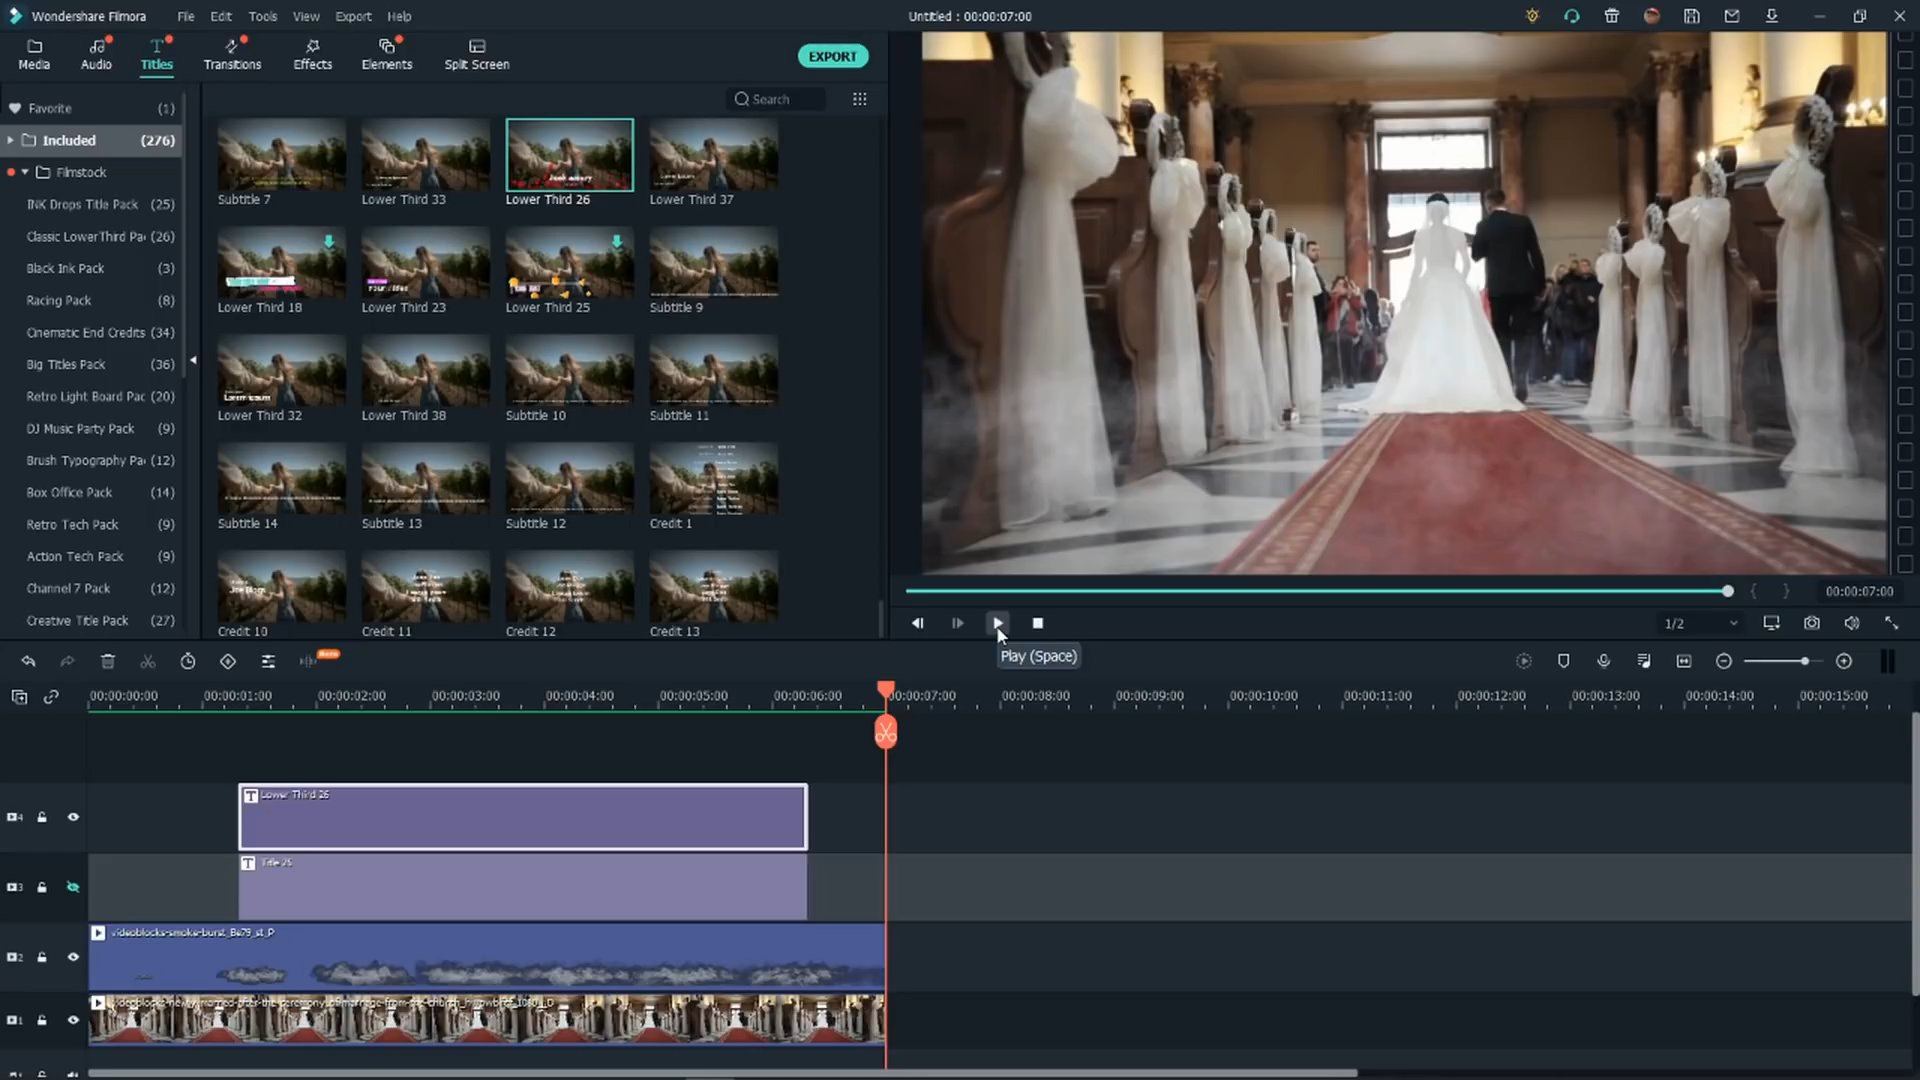 Wondershare Filmora File Edit Tools View Export Help
Untitled : 00:00:07:00
Media Audio Titles Transitions Effects Elements Split Screen
EXPORT
Search
Favorite (1)
Included (276)
Filmstock
INK Drops Title Pack (25)
Classic LowerThird Pa (26)
Black Ink Pack (3)
Racing Pack (8)
Cinematic End Credits (34)
Big Titles Pack (36)
Retro Light Board Pac (20)
DJ Music Party Pack (9)
Brush Typography Pa (12)
Box Office Pack (14)
Retro Tech Pack (9)
Action Tech Pack (9)
Channel 7 Pack (12)
Creative Title Pack (27)
Subtitle 7 Lower Third 33 Lower Third 26 Lower Third 37
Lower Third 18 Lower Third 23 Lower Third 25 Subtitle 9
Lorem Ipsum
Lower Third 32 Lower Third 38 Subtitle 10 Subtitle 11
Subtitle 14 Subtitle 13 Subtitle 12 Credit 1
Credit 10 Credit 11 Credit 12 Credit 13
00:00:07:00
1/2
Play (Space)
00:00:00:00 00:00:01:00 00:00:02:00 00:00:03:00 00:00:04:00 00:00:05:00 00:00:06:00 00:00:07:00 00:00:08:00 00:00:09:00 00:00:10:00 00:00:11:00 00:00:12:00 00:00:13:00 00:00:14:00 00:00:15:00
4
T Lower Third 26
3
T Title 26
2
videoblocks-smoke-burst_Be79_st_P
1